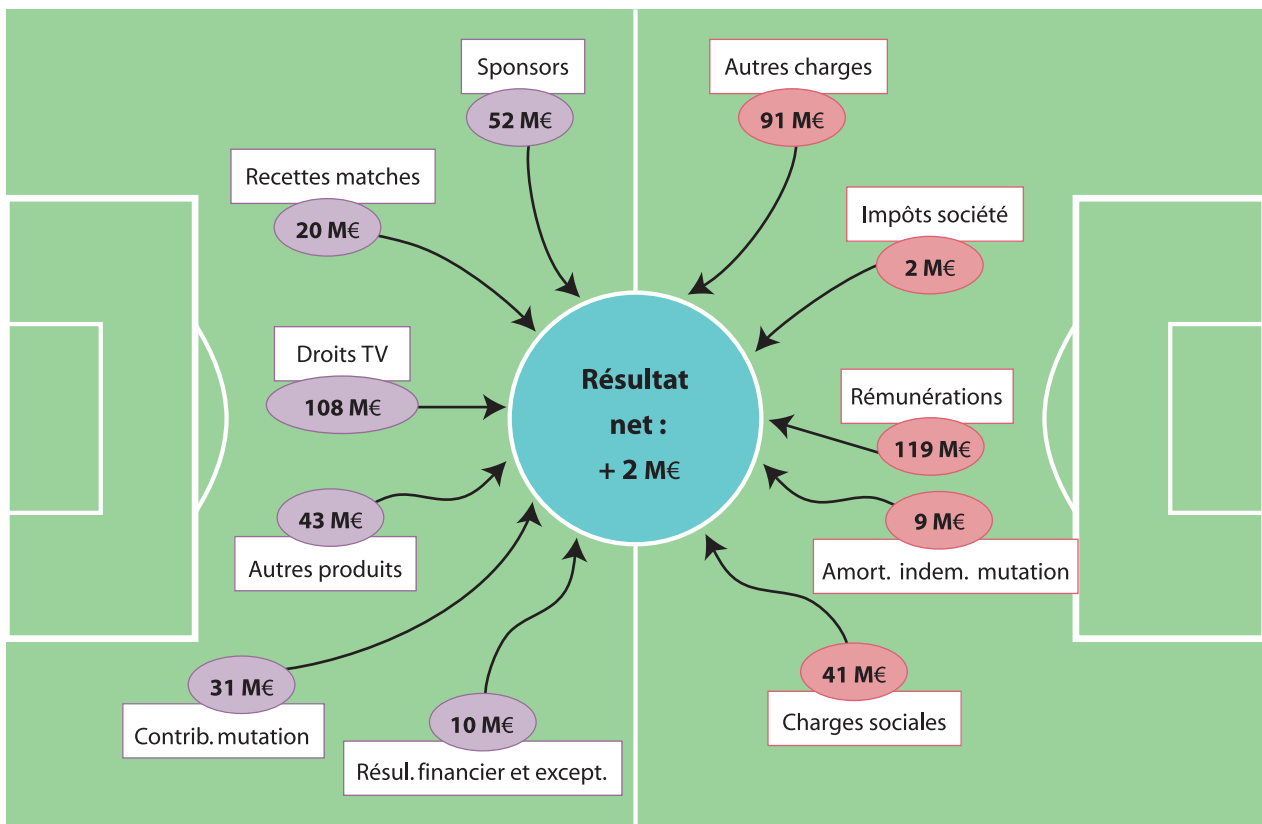 Sponsors
52 M€
Recettes matches
20 M€
Droits TV
108 M€
43 M€
Autres produits
31 M€
Contrib. mutation
10 M€
Résul. financier et except.
Résultat
net :
+ 2 M€
Autres charges
91 M€
Impôts société
2 M€
Rémunérations
119 M€
9 M€
Amort. indem. mutation
41 M€
Charges sociales